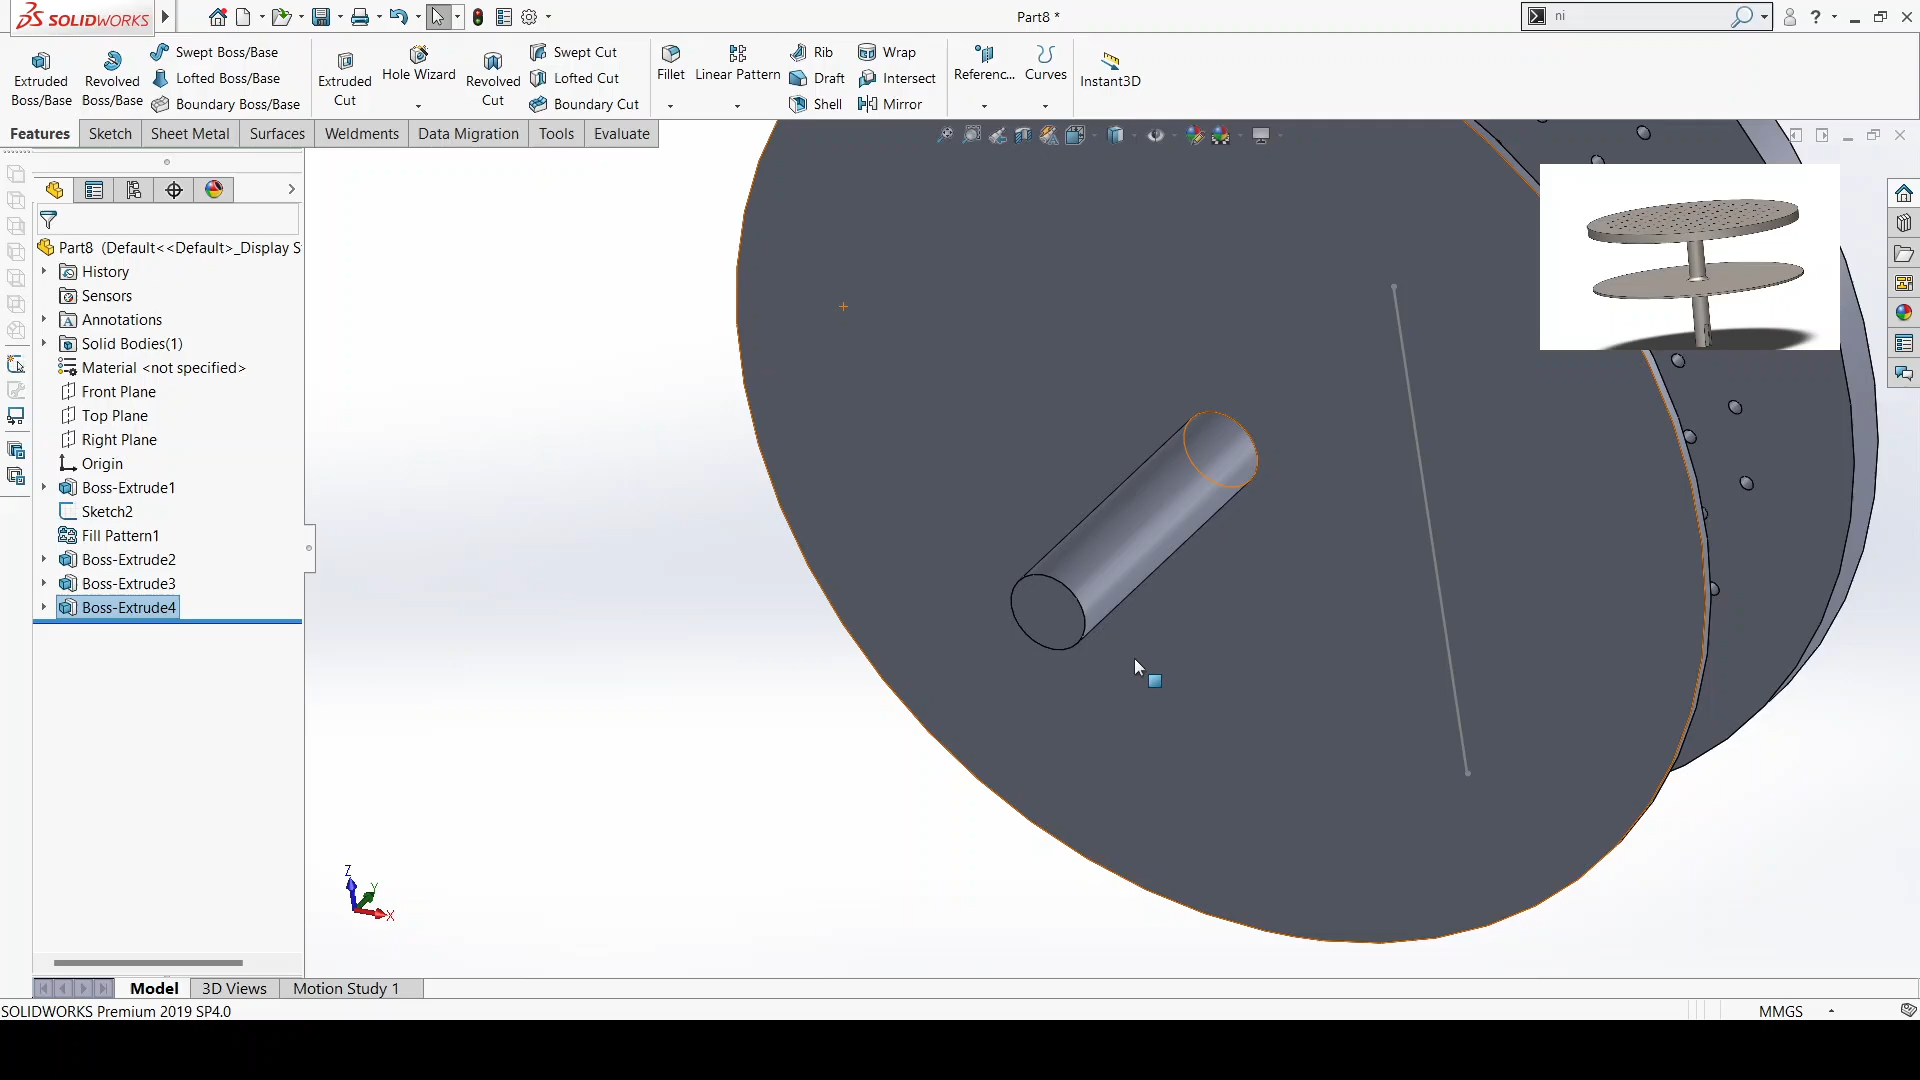 SOLIDWORKS
Part8 *
ni
Extruded Boss/Base
Revolved Boss/Base
Swept Boss/Base
Lofted Boss/Base
Boundary Boss/Base
Extruded Cut
Hole Wizard
Revolved Cut
Swept Cut
Lofted Cut
Boundary Cut
Fillet
Linear Pattern
Rib
Draft
Shell
Wrap
Intersect
Mirror
Referenc...
Curves
Instant3D
Features
Sketch
Sheet Metal
Surfaces
Weldments
Data Migration
Tools
Evaluate
Part8 (Default<<Default>_Display S
History
Sensors
Annotations
Solid Bodies(1)
Material <not specified>
Front Plane
Top Plane
Right Plane
Origin
Boss-Extrude1
Sketch2
Fill Pattern1
Boss-Extrude2
Boss-Extrude3
Boss-Extrude4
Z
Y
X
Model
3D Views
Motion Study 1
SOLIDWORKS Premium 2019 SP4.0
MMGS